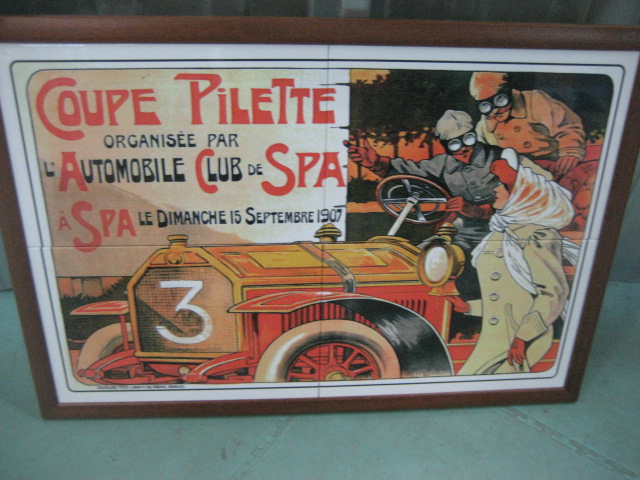 COUPE PILETTE
ORGANISÉE PAR
L'AUTOMOBILE CLUB DE SPA
À SPA LE DIMANCHE 15 SEPTEMBRE 1907
3